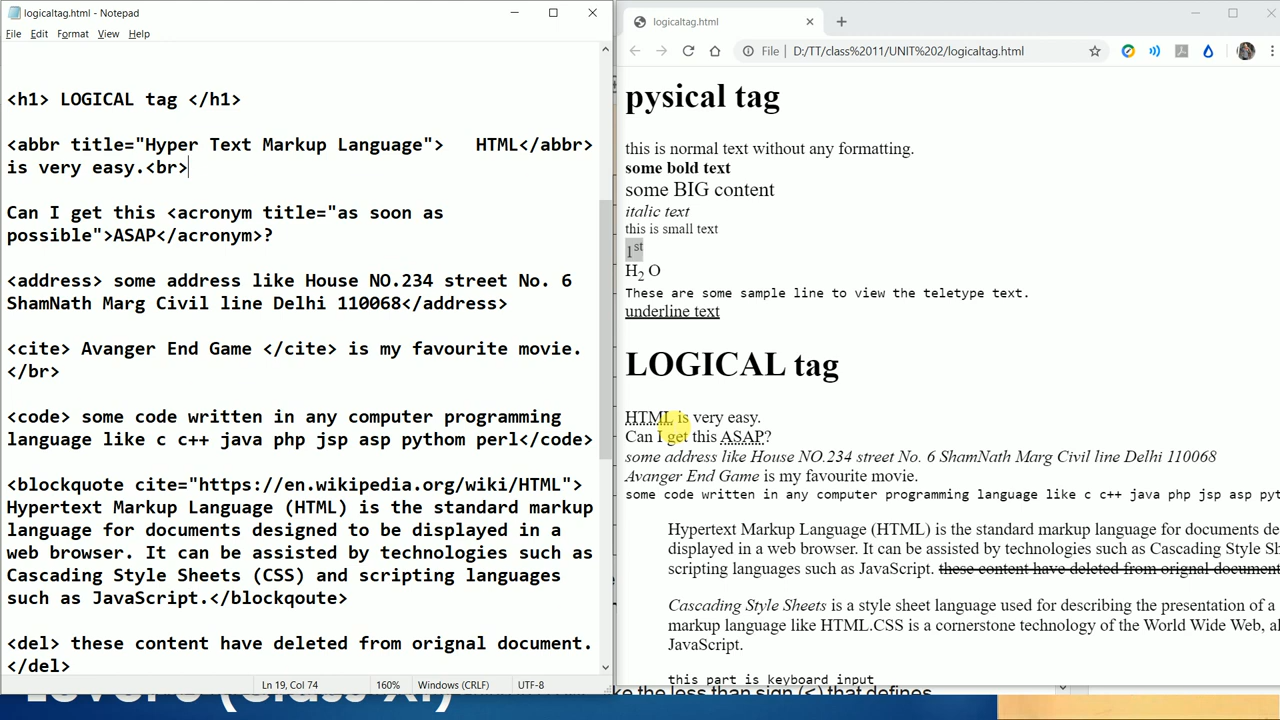 logicaltag.html - Notepad
File Edit Format View Help
<h1> LOGICAL tag </h1>
<abbr title="Hyper Text Markup Language"> HTML</abbr>
is very easy.<br>
Can I get this <acronym title="as soon as
possible">ASAP</acronym>?
<address> some address like House NO.234 street No. 6
ShamNath Marg Civil line Delhi 110068</address>
<cite> Avanger End Game </cite> is my favourite movie.
</br>
<code> some code written in any computer programming
language like c c++ java php jsp asp pythom perl</code>
<blockquote cite="https://en.wikipedia.org/wiki/HTML">
Hypertext Markup Language (HTML) is the standard markup
language for documents designed to be displayed in a
web browser. It can be assisted by technologies such as
Cascading Style Sheets (CSS) and scripting languages
such as JavaScript.</blockqoute>
<del> these content have deleted from orignal document.
</del>
Ln 19, Col 74 160% Windows (CRLF) UTF-8
logicaltag.html
File D:/TT/class%2011/UNIT%202/logicaltag.html
pysical tag
this is normal text without any formatting.
some bold text
some BIG content
italic text
this is small text
1st
H2 O
These are some sample line to view the teletype text.
underline text
LOGICAL tag
HTML is very easy.
Can I get this ASAP?
some address like House NO.234 street No. 6 ShamNath Marg Civil line Delhi 110068
Avanger End Game is my favourite movie.
some code written in any computer programming language like c c++ java php jsp asp
Hypertext Markup Language (HTML) is the standard markup language for documents
displayed in a web browser. It can be assisted by technologies such as Cascading Style
scripting languages such as JavaScript. these content have deleted from orignal document
Cascading Style Sheets is a style sheet language used for describing the presentation of a
markup language like HTML.CSS is a cornerstone technology of the World Wide Web,
JavaScript.
this part is keyboard input
the less than sign (<) that defines